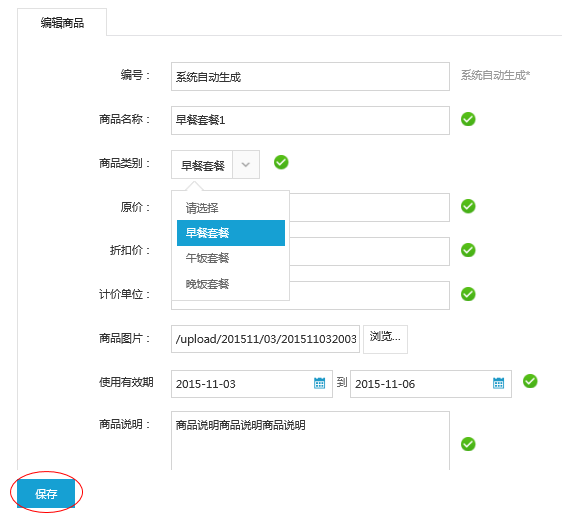 编辑商品
编号： 系统自动生成 系统自动生成*
商品名称： 早餐套餐1
商品类别： 早餐套餐
请选择
原价：
早餐套餐
折扣价：
午饭套餐
晚饭套餐
计价单位：
商品图片： /upload/201511/03/201511032003 浏览...
使用有效期 2015-11-03 到 2015-11-06
商品说明： 商品说明商品说明商品说明
保存